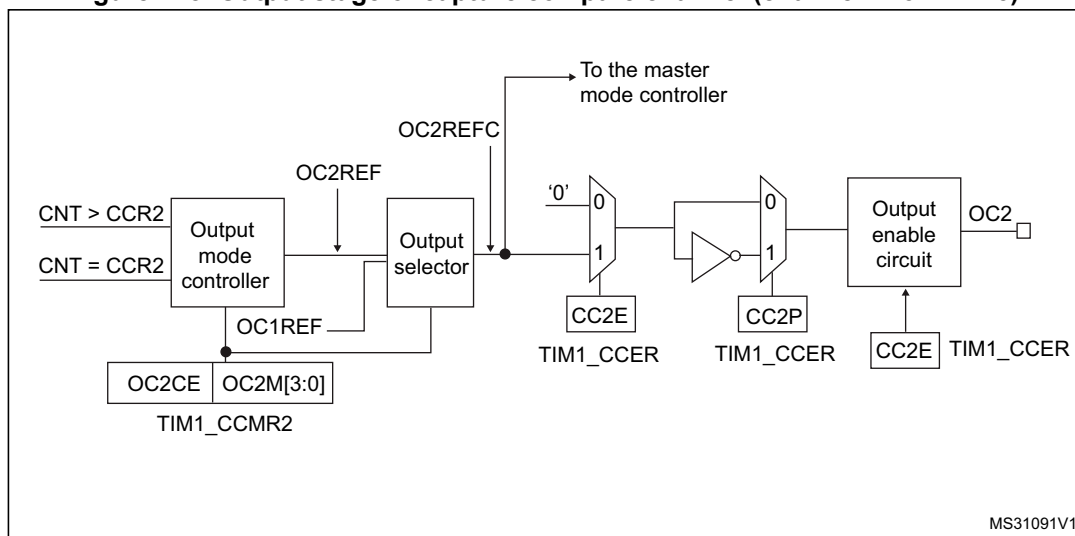 To the master
mode controller
OC2REFC
OC2REF
'0'
0
0
CNT > CCR2
Output
mode
controller
Output
selector
Output
enable
circuit
OC2
CNT = CCR2
1
1
OC1REF
CC2E
CC2P
TIM1_CCER
TIM1_CCER
CC2E
TIM1_CCER
OC2CE
OC2M[3:0]
TIM1_CCMR2
MS31091V1